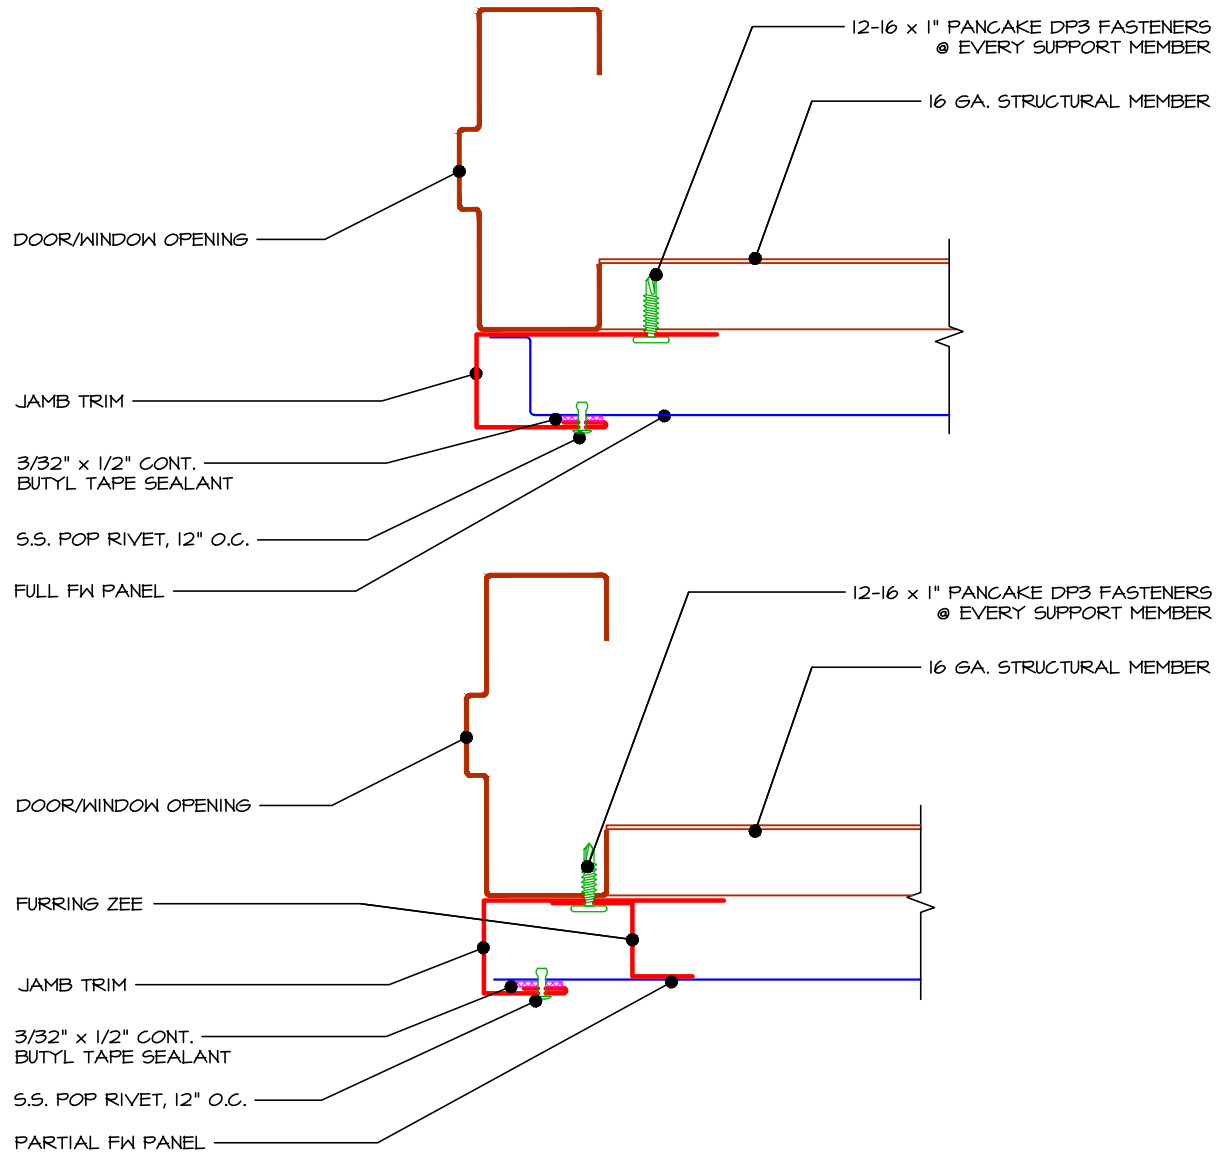 12-16 x 1" PANCAKE DP3 FASTENERS
@ EVERY SUPPORT MEMBER
16 GA. STRUCTURAL MEMBER
DOOR/WINDOW OPENING
JAMB TRIM
3/32" x 1/2" CONT.
BUTYL TAPE SEALANT
S.S. POP RIVET, 12" O.C.
FULL FW PANEL
12-16 x 1" PANCAKE DP3 FASTENERS
@ EVERY SUPPORT MEMBER
16 GA. STRUCTURAL MEMBER
DOOR/WINDOW OPENING
FURRING ZEE
JAMB TRIM
3/32" x 1/2" CONT.
BUTYL TAPE SEALANT
S.S. POP RIVET, 12" O.C.
PARTIAL FW PANEL